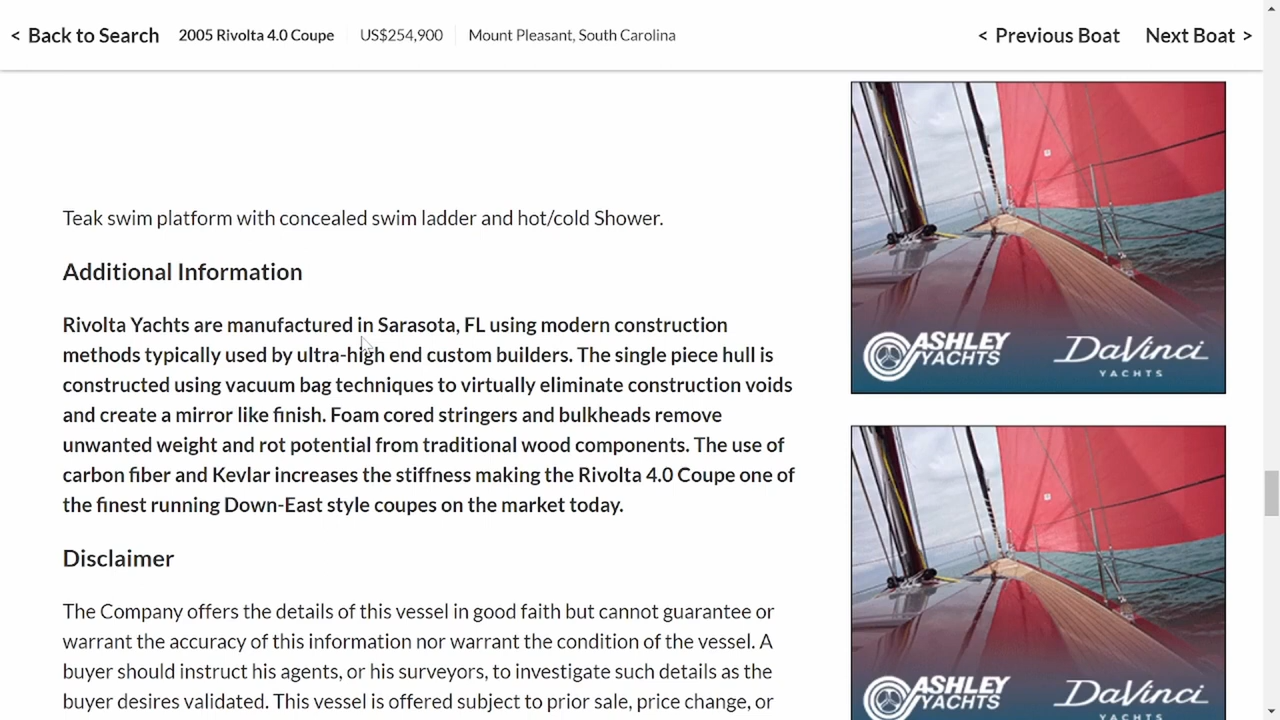 < Back to Search 2005 Rivolta 4.0 Coupe US$254,900 Mount Pleasant, South Carolina < Previous Boat Next Boat >
Teak swim platform with concealed swim ladder and hot/cold Shower.
Additional Information
Rivolta Yachts are manufactured in Sarasota, FL using modern construction
methods typically used by ultra-high end custom builders. The single piece hull is
constructed using vacuum bag techniques to virtually eliminate construction voids
and create a mirror like finish. Foam cored stringers and bulkheads remove
unwanted weight and rot potential from traditional wood components. The use of
carbon fiber and Kevlar increases the stiffness making the Rivolta 4.0 Coupe one of
the finest running Down-East style coupes on the market today.
Disclaimer
The Company offers the details of this vessel in good faith but cannot guarantee or
warrant the accuracy of this information nor warrant the condition of the vessel. A
buyer should instruct his agents, or his surveyors, to investigate such details as the
buyer desires validated. This vessel is offered subject to prior sale, price change, or
ASHLEY
YACHTS
DaVinci
YACHTS
ASHLEY
YACHTS
DaVinci
YACHTS